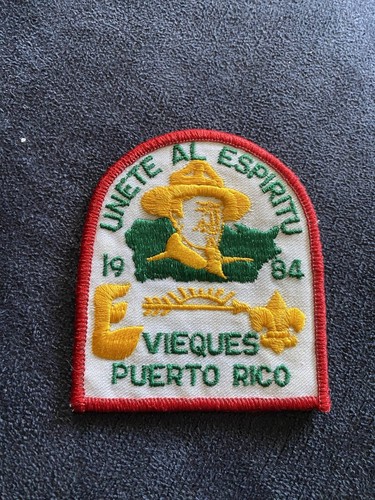 UNETE AL ESPIRITU
19 84
E
VIEQUES
PUERTO RICO